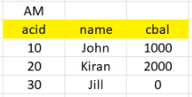 AM
acid name cbal
10 John 1000
20 Kiran 2000
30 Jill 0